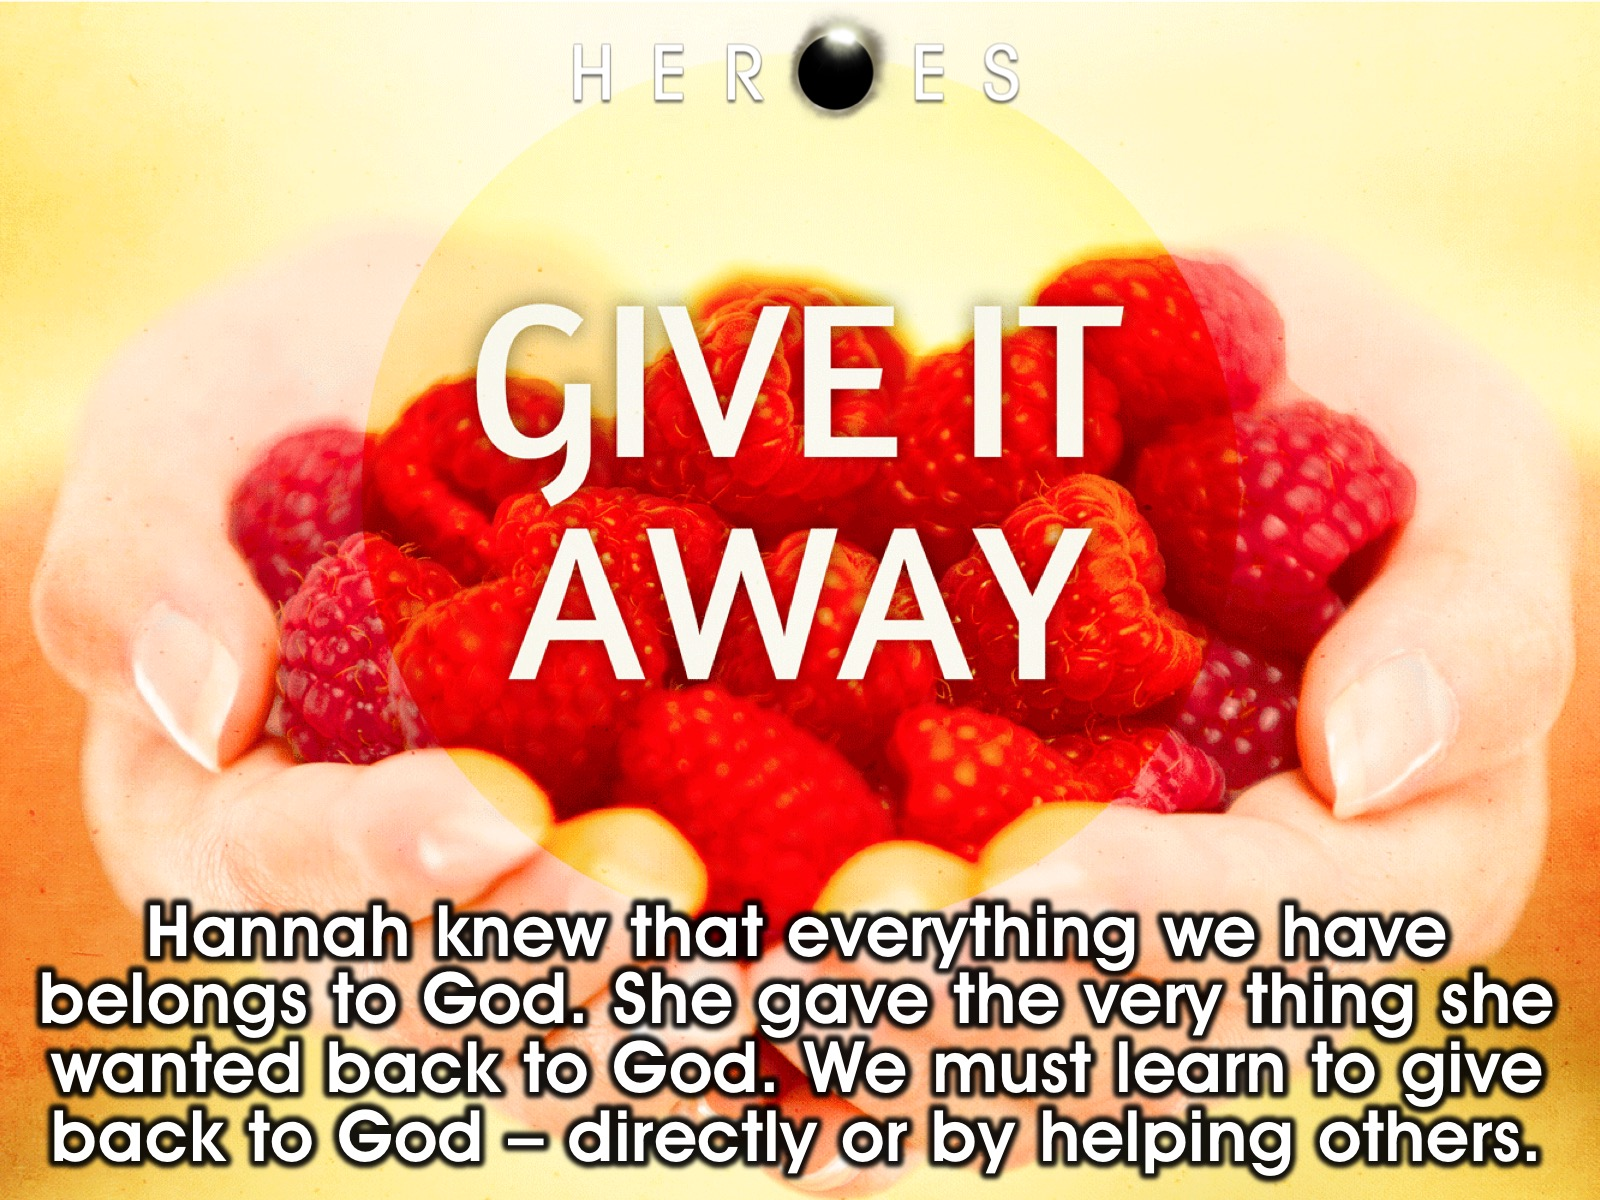 HEROES
GIVE IT
AWAY
Hannah knew that everything we have
belongs to God. She gave the very thing she
wanted back to God. We must learn to give
back to God – directly or by helping others.